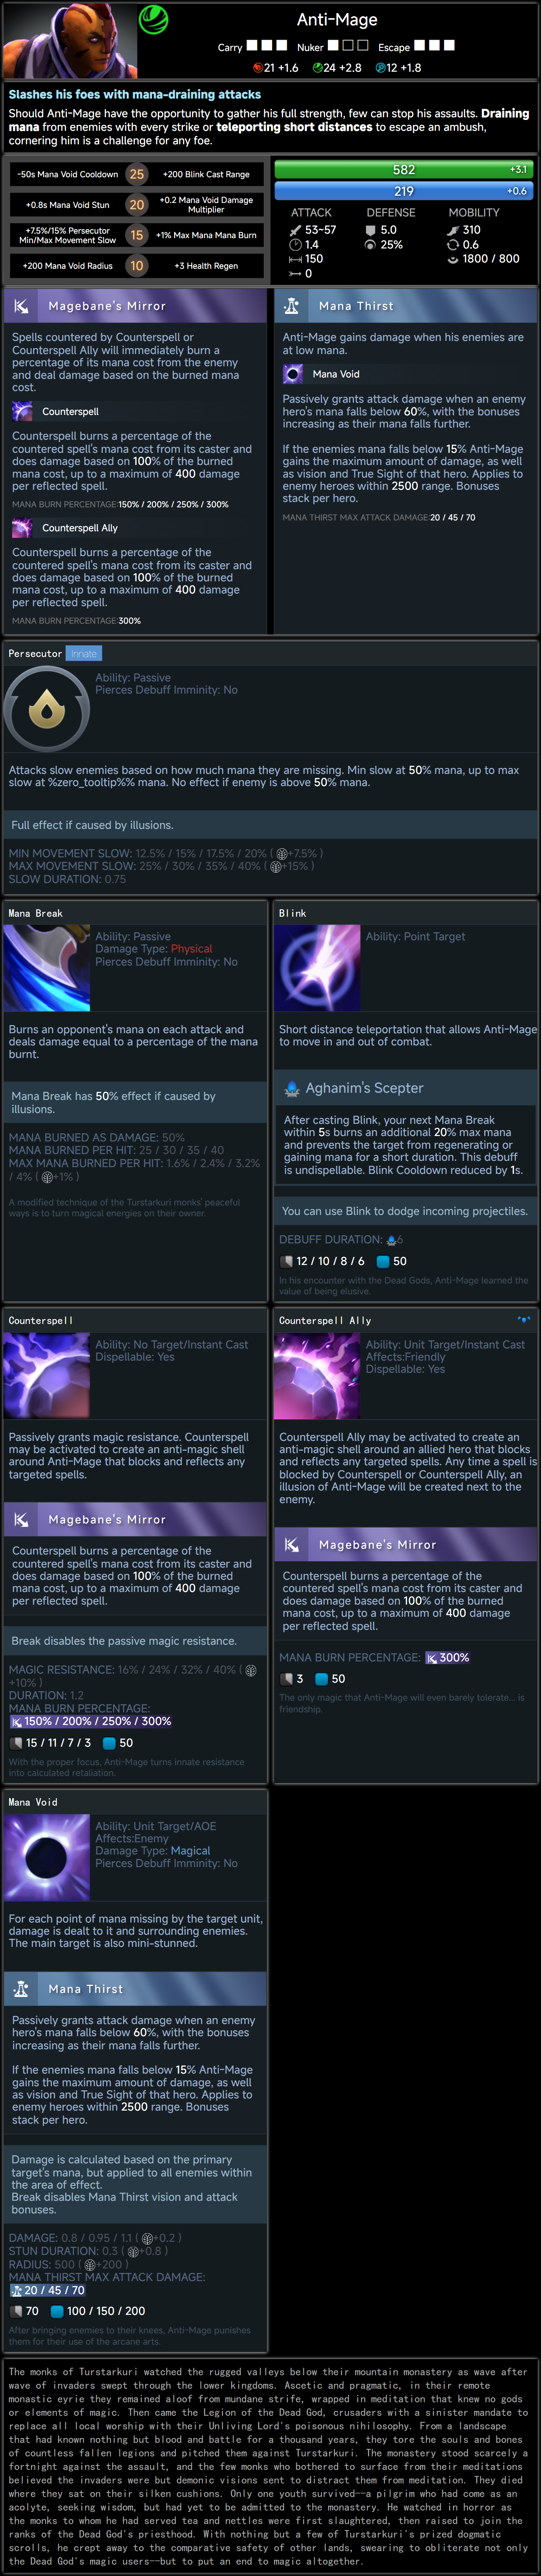 Anti-Mage
Carry Nuker Escape
21 +1.6 24 +2.8 12 +1.8
Slashes his foes with mana-draining attacks
Should Anti-Mage have the opportunity to gather his full strength, few can stop his assaults. Draining
mana from enemies with every strike or teleporting short distances to escape an ambush,
cornering him is a challenge for any foe.
-50s Mana Void Cooldown 25 +200 Blink Cast Range
+0.8s Mana Void Stun 20 +0.2 Mana Void Damage
Multiplier
+7.5%/15% Persecutor
Min/Max Movement Slow 15 +1% Max Mana Mana Burn
+200 Mana Void Radius 10 +3 Health Regen
582 +3.1
219 +0.6
ATTACK DEFENSE MOBILITY
53~57 5.0 310
1.4 25% 0.6
150 1800 / 800
0
Magebane's Mirror
Spells countered by Counterspell or
Counterspell Ally will immediately burn a
percentage of its mana cost from the enemy
and deal damage based on the burned mana
cost.
Counterspell
Counterspell burns a percentage of the
countered spell's mana cost from its caster and
does damage based on 100% of the burned
mana cost, up to a maximum of 400 damage
per reflected spell.
MANA BURN PERCENTAGE:150% / 200% / 250% / 300%
Counterspell Ally
Counterspell burns a percentage of the
countered spell's mana cost from its caster and
does damage based on 100% of the burned
mana cost, up to a maximum of 400 damage
per reflected spell.
MANA BURN PERCENTAGE:300%
Mana Thirst
Anti-Mage gains damage when his enemies are
at low mana.
Mana Void
Passively grants attack damage when an enemy
hero's mana falls below 60%, with the bonuses
increasing as their mana falls further.
If the enemies mana falls below 15% Anti-Mage
gains the maximum amount of damage, as well
as vision and True Sight of that hero. Applies to
enemy heroes within 2500 range. Bonuses
stack per hero.
MANA THIRST MAX ATTACK DAMAGE:20 / 45 / 70
Persecutor Innate
Ability: Passive
Pierces Debuff Imminity: No
Attacks slow enemies based on how much mana they are missing. Min slow at 50% mana, up to max
slow at %zero_tooltip%% mana. No effect if enemy is above 50% mana.
Full effect if caused by illusions.
MIN MOVEMENT SLOW: 12.5% / 15% / 17.5% / 20% ( +7.5% )
MAX MOVEMENT SLOW: 25% / 30% / 35% / 40% ( +15% )
SLOW DURATION: 0.75
Mana Break
Ability: Passive
Damage Type: Physical
Pierces Debuff Imminity: No
Burns an opponent's mana on each attack and
deals damage equal to a percentage of the mana
burnt.
Mana Break has 50% effect if caused by
illusions.
MANA BURNED AS DAMAGE: 50%
MANA BURNED PER HIT: 25 / 30 / 35 / 40
MAX MANA BURNED PER HIT: 1.6% / 2.4% / 3.2%
/ 4% ( +1% )
A modified technique of the Turstarkuri monks' peaceful
ways is to turn magical energies on their owner.
Blink
Ability: Point Target
Short distance teleportation that allows Anti-Mage
to move in and out of combat.
Aghanim's Scepter
After casting Blink, your next Mana Break
within 5s burns an additional 20% max mana
and prevents the target from regenerating or
gaining mana for a short duration. This debuff
is undispellable. Blink Cooldown reduced by 1s.
You can use Blink to dodge incoming projectiles.
DEBUFF DURATION: 6
12 / 10 / 8 / 6 50
In his encounter with the Dead Gods, Anti-Mage learned the
value of being elusive.
Counterspell
Ability: No Target/Instant Cast
Dispellable: Yes
Passively grants magic resistance. Counterspell
may be activated to create an anti-magic shell
around Anti-Mage that blocks and reflects any
targeted spells.
Magebane's Mirror
Counterspell burns a percentage of the
countered spell's mana cost from its caster and
does damage based on 100% of the burned
mana cost, up to a maximum of 400 damage
per reflected spell.
Break disables the passive magic resistance.
MAGIC RESISTANCE: 16% / 24% / 32% / 40% (
+10% )
DURATION: 1.2
MANA BURN PERCENTAGE:
150% / 200% / 250% / 300%
15 / 11 / 7 / 3 50
With the proper focus, Anti-Mage turns innate resistance
into calculated retaliation.
Counterspell Ally
Ability: Unit Target/Instant Cast
Affects:Friendly
Dispellable: Yes
Counterspell Ally may be activated to create an
anti-magic shell around an allied hero that blocks
and reflects any targeted spells. Any time a spell is
blocked by Counterspell or Counterspell Ally, an
illusion of Anti-Mage will be created next to the
enemy.
Magebane's Mirror
Counterspell burns a percentage of the
countered spell's mana cost from its caster and
does damage based on 100% of the burned
mana cost, up to a maximum of 400 damage
per reflected spell.
MANA BURN PERCENTAGE: 300%
3 50
The only magic that Anti-Mage will even barely tolerate... is
friendship.
Mana Void
Ability: Unit Target/AOE
Affects:Enemy
Damage Type: Magical
Pierces Debuff Imminity: No
For each point of mana missing by the target unit,
damage is dealt to it and surrounding enemies.
The main target is also mini-stunned.
Mana Thirst
Passively grants attack damage when an enemy
hero's mana falls below 60%, with the bonuses
increasing as their mana falls further.
If the enemies mana falls below 15% Anti-Mage
gains the maximum amount of damage, as well
as vision and True Sight of that hero. Applies to
enemy heroes within 2500 range. Bonuses
stack per hero.
Damage is calculated based on the primary
target's mana, but applied to all enemies within
the area of effect.
Break disables Mana Thirst vision and attack
bonuses.
DAMAGE: 0.8 / 0.95 / 1.1 ( +0.2 )
STUN DURATION: 0.3 ( +0.8 )
RADIUS: 500 ( +200 )
MANA THIRST MAX ATTACK DAMAGE:
20 / 45 / 70
70 100 / 150 / 200
After bringing enemies to their knees, Anti-Mage punishes
them for their use of the arcane arts.
The monks of Turstarkuri watched the rugged valleys below their mountain monastery as wave after
wave of invaders swept through the lower kingdoms. Ascetic and pragmatic, in their remote
monastic eyrie they remained aloof from mundane strife, wrapped in meditation that knew no gods
or elements of magic. Then came the Legion of the Dead God, crusaders with a sinister mandate to
replace all local worship with their Unliving Lord's poisonous nihilosophy. From a landscape
that had known nothing but blood and battle for a thousand years, they tore the souls and bones
of countless fallen legions and pitched them against Turstarkuri. The monastery stood scarcely a
fortnight against the assault, and the few monks who bothered to surface from their meditations
believed the invaders were but demonic visions sent to distract them from meditation. They died
where they sat on their silken cushions. Only one youth survived--a pilgrim who had come as an
acolyte, seeking wisdom, but had yet to be admitted to the monastery. He watched in horror as
the monks to whom he had served tea and nettles were first slaughtered, then raised to join the
ranks of the Dead God's priesthood. With nothing but a few of Turstarkuri's prized dogmatic
scrolls, he crept away to the comparative safety of other lands, swearing to obliterate not only
the Dead God's magic users--but to put an end to magic altogether.